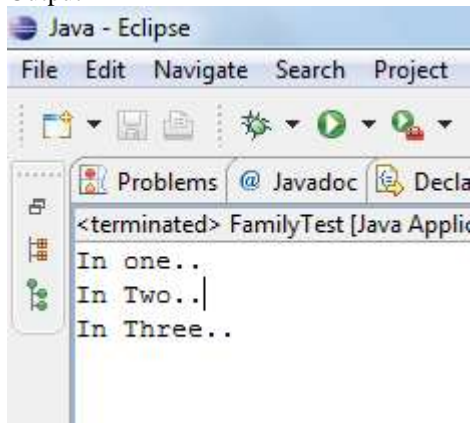 Java - Eclipse
File Edit Navigate Search Project
Problems @ Javadoc Decla
<terminated> FamilyTest [Java Applic
In one..
In Two..
In Three..